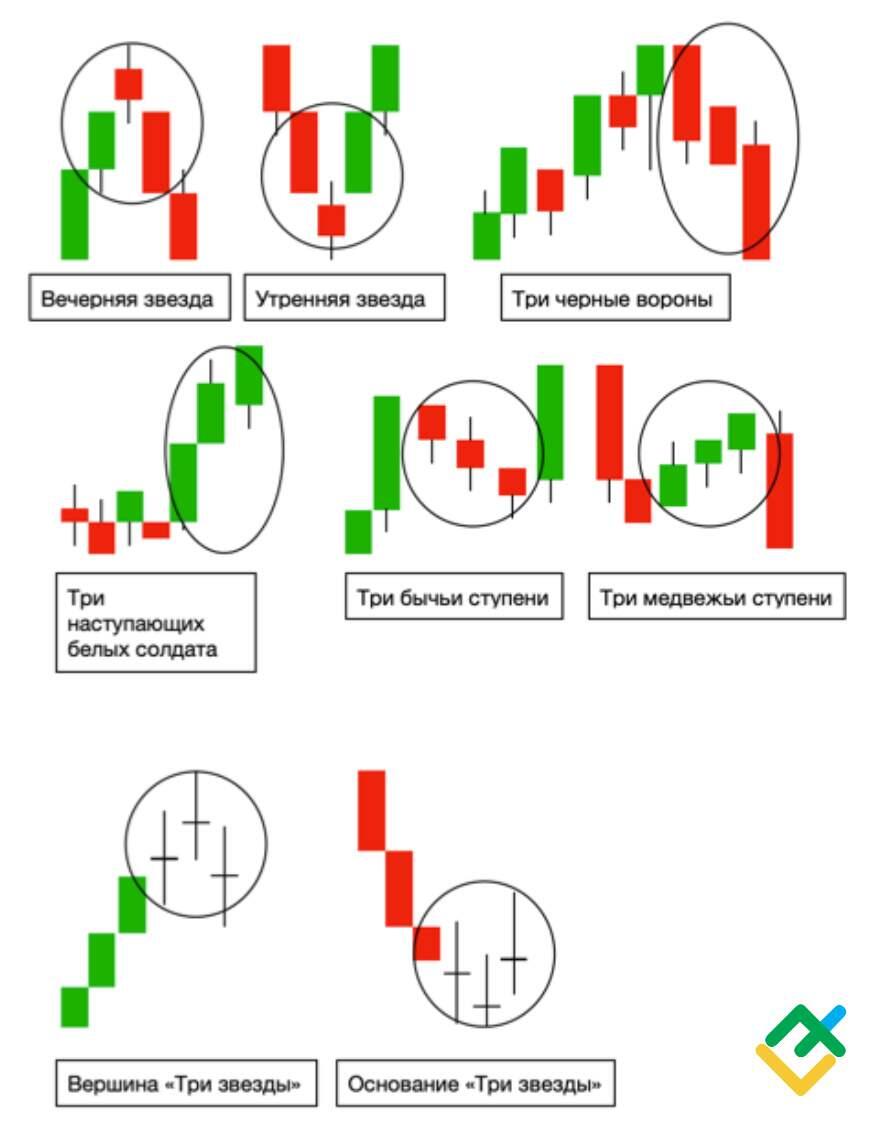 Вечерняя звезда
Утренняя звезда
Три черные вороны
Три
наступающих
белых солдата
Три бычьи ступени
Три медвежьи ступени
Вершина «Три звезды»
Основание «Три звезды»